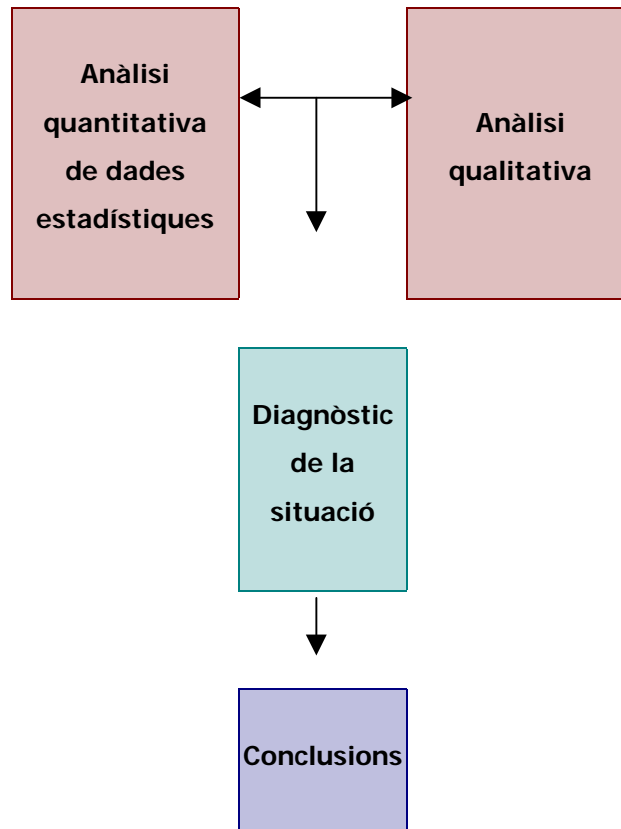 Anàlisi
quantitativa
de dades
estadístiques
Anàlisi
qualitativa
Diagnòstic
de la
situació
Conclusions